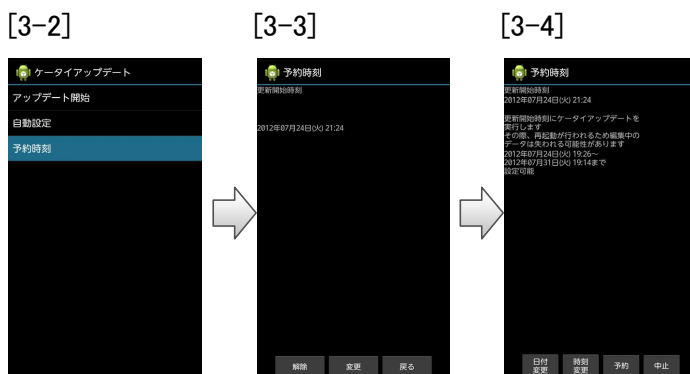 [3-2]
ケータイアップデート
アップデート開始
自動設定
予約時刻
[3-3]
予約時刻
更新開始時刻
2012年07月24日(火) 21:24
解除
変更
戻る
[3-4]
予約時刻
更新開始時刻
2012年07月24日(火) 21:24
更新開始時刻にケータイアップデートを
実行します
その際、再起動が行われるため編集中の
データは失われる可能性があります
2012年07月24日(火) 19:26～
2012年07月31日(火) 19:14まで
設定可能
日付
変更
時刻
変更
予約
中止